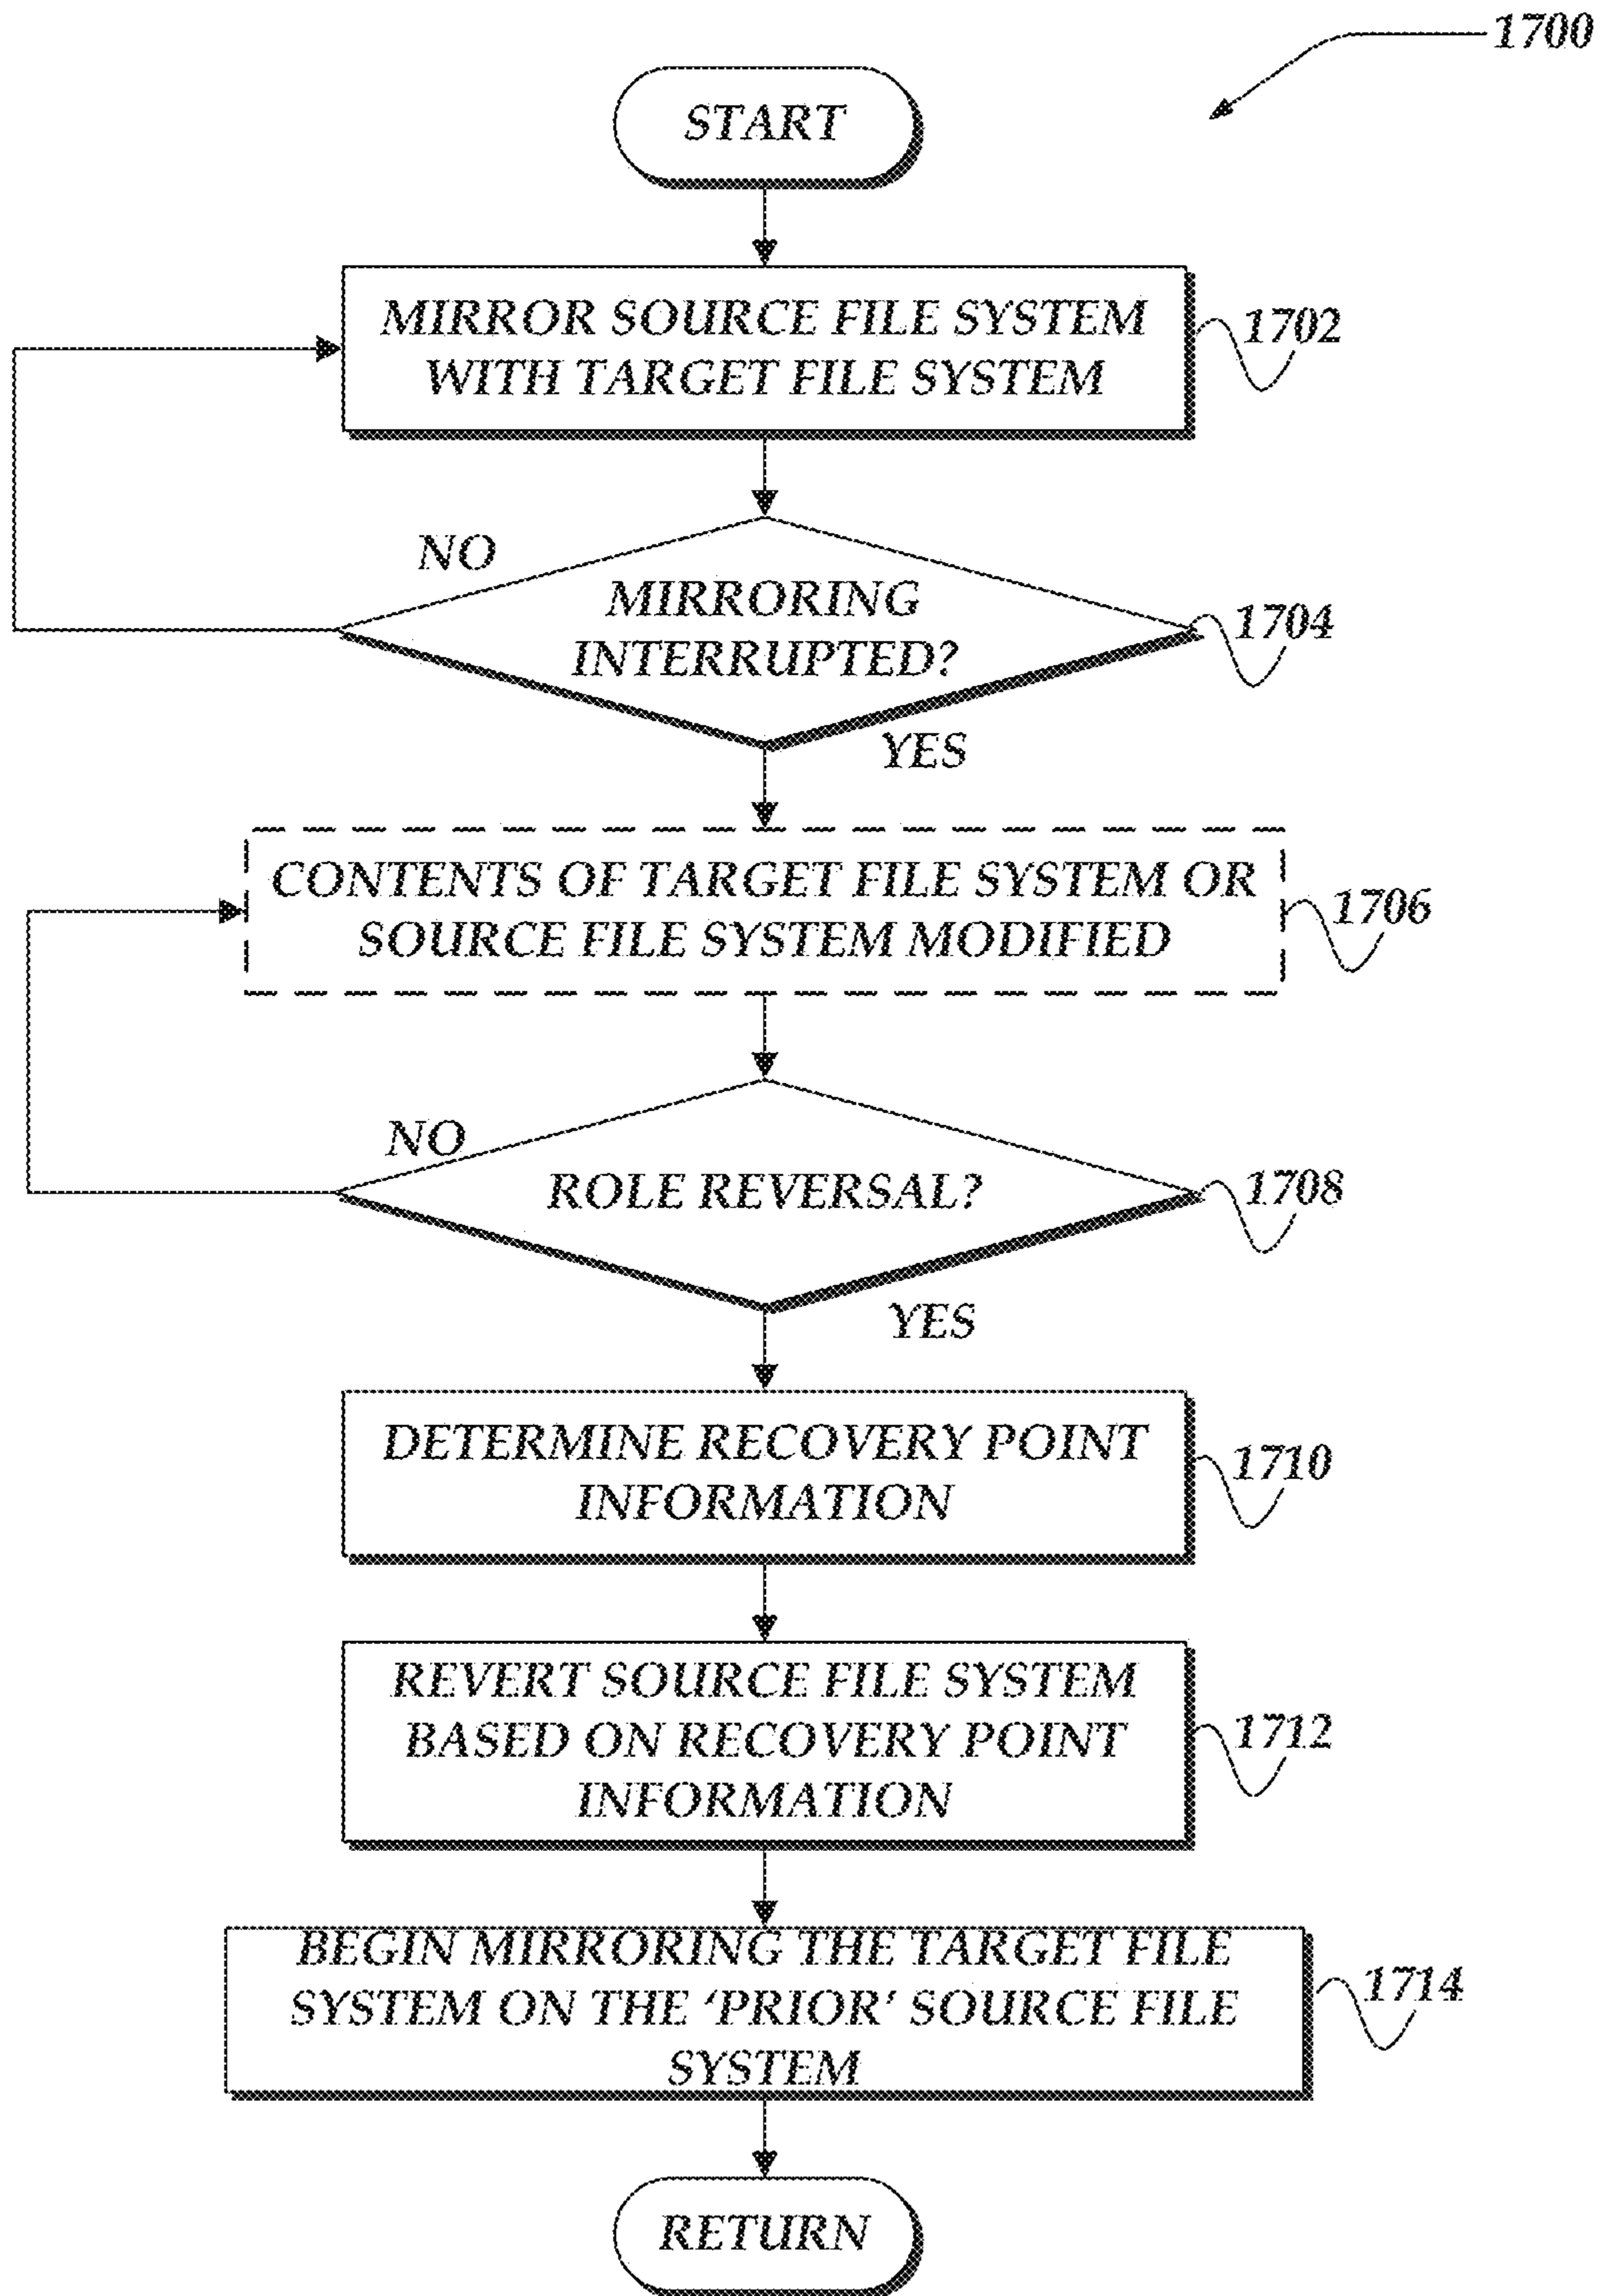 1700
START
MIRROR SOURCE FILE SYSTEM
WITH TARGET FILE SYSTEM
1702
NO
MIRRORING
INTERRUPTED?
1704
YES
CONTENTS OF TARGET FILE SYSTEM OR
SOURCE FILE SYSTEM MODIFIED
1706
NO
ROLE REVERSAL?
1708
YES
DETERMINE RECOVERY POINT
INFORMATION
1710
REVERT SOURCE FILE SYSTEM
BASED ON RECOVERY POINT
INFORMATION
1712
BEGIN MIRRORING THE TARGET FILE
SYSTEM ON THE ‘PRIOR’ SOURCE FILE
SYSTEM
1714
RETURN